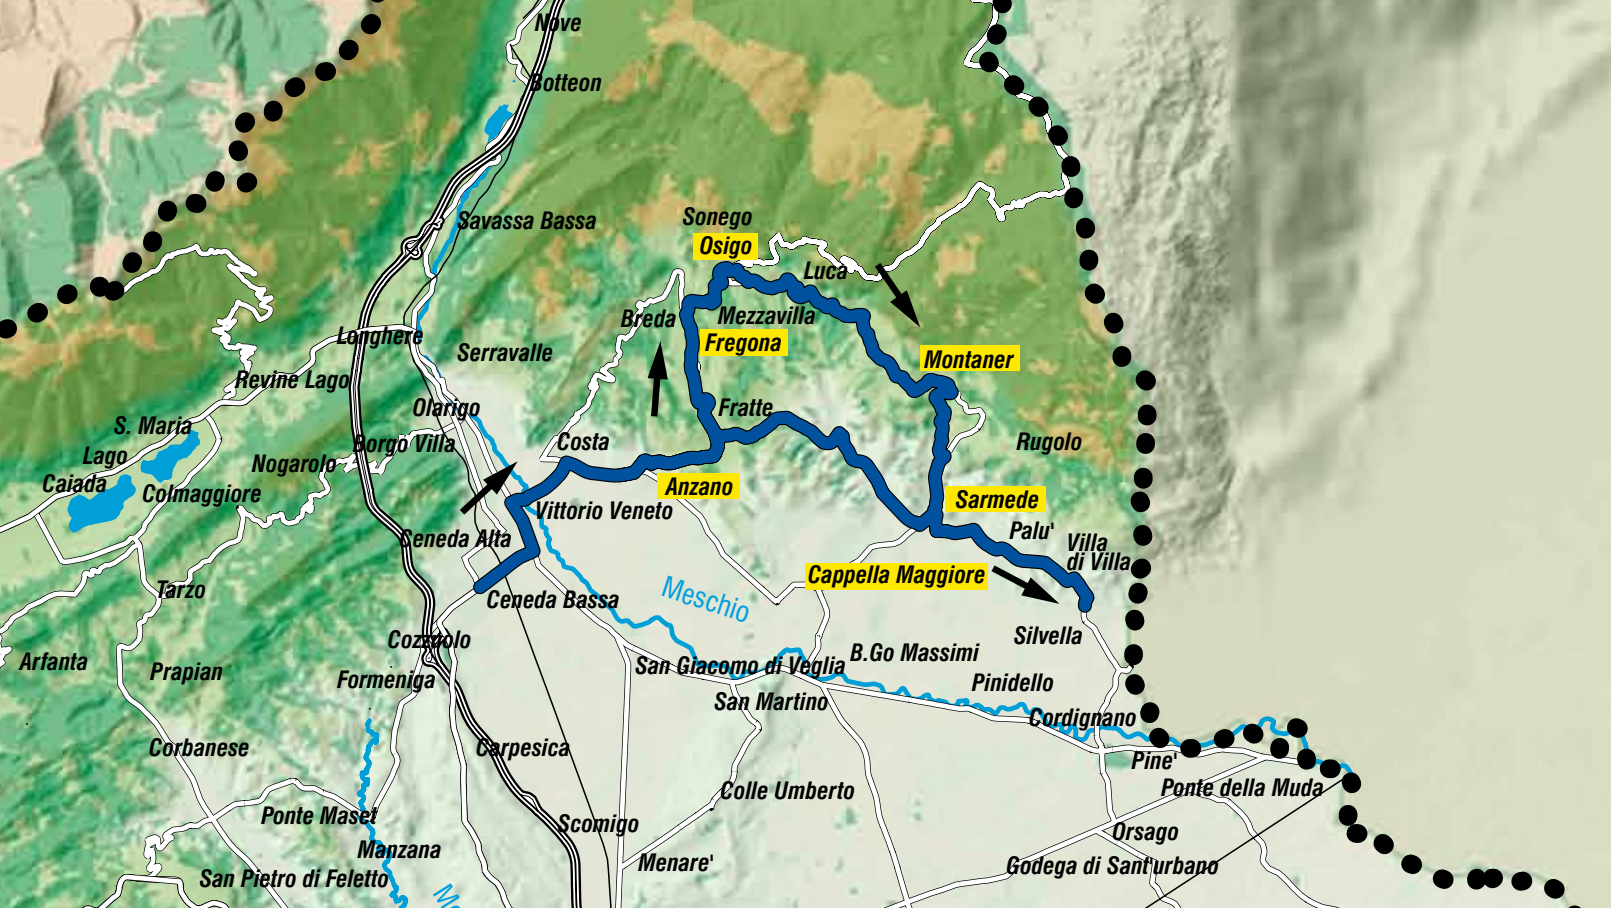 Nove
Botteon
Savassa Bassa
Sonego
Osigo
Luca
Breda
Mezzavilla
Longhere
Fregona
Serravalle
Montaner
Revine Lago
Olarigo
Fratte
S. Maria
Borgo Villa
Costa
Rugolo
Lago
Nogarolo
Caiada
Colmaggiore
Anzano
Sarmede
Vittorio Veneto
Ceneda Alta
Palu'
Villa
di Villa
Cappella Maggiore
Tarzo
Ceneda Bassa
Meschio
Cozzuolo
Silvella
Arfanta
Prapian
Formeniga
San Giacomo di Veglia
B.Go Massimi
Pinidello
San Martino
Cordignano
Corbanese
Carpesica
Pine'
Colle Umberto
Ponte della Muda
Ponte Maset
Scomigo
Orsago
Manzana
Menare'
Godega di Sant'urbano
San Pietro di Feletto